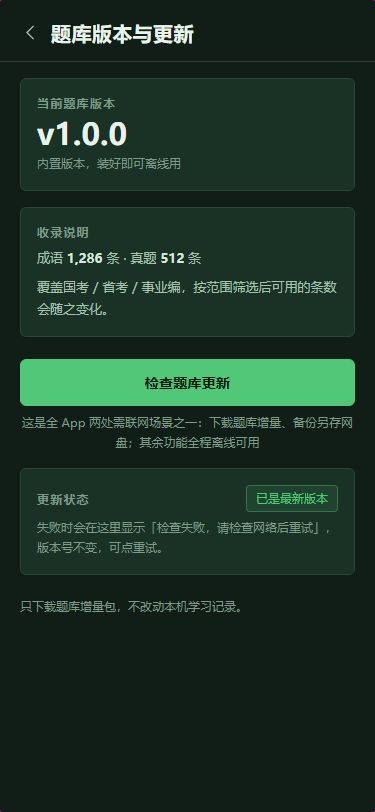 题库版本与更新
当前题库版本
v1.0.0
内置版本，装好即可离线用
收录说明
成语 1,286 条 · 真题 512 条
覆盖国考 / 省考 / 事业编，按范围筛选后可用的条数
会随之变化。
检查题库更新
这是全 App 两处需联网场景之一：下载题库增量、备份另存网
盘；其余功能全程离线可用
更新状态
已是最新版本
失败时会在这里显示「检查失败，请检查网络后重试」，
版本号不变，可点重试。
只下载题库增量包，不改动本机学习记录。